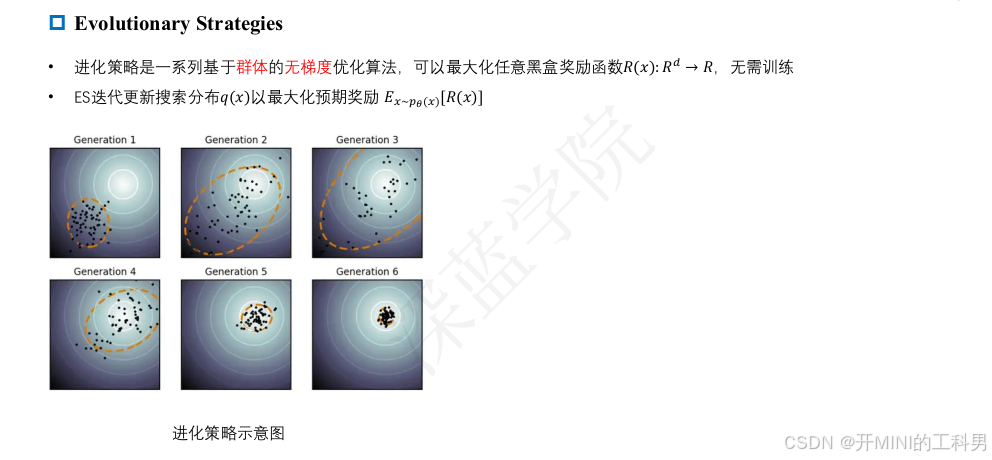 Evolutionary Strategies
• 进化策略是一系列基于群体的无梯度优化算法，可以最大化任意黑盒奖励函数R(x): R^d → R，无需训练
• ES迭代更新搜索分布q(x)以最大化预期奖励 E_{x~p_θ(x)}[R(x)]
Generation 1 Generation 2 Generation 3
Generation 4 Generation 5 Generation 6
进化策略示意图
深蓝学院
CSDN @开MINI的工科男